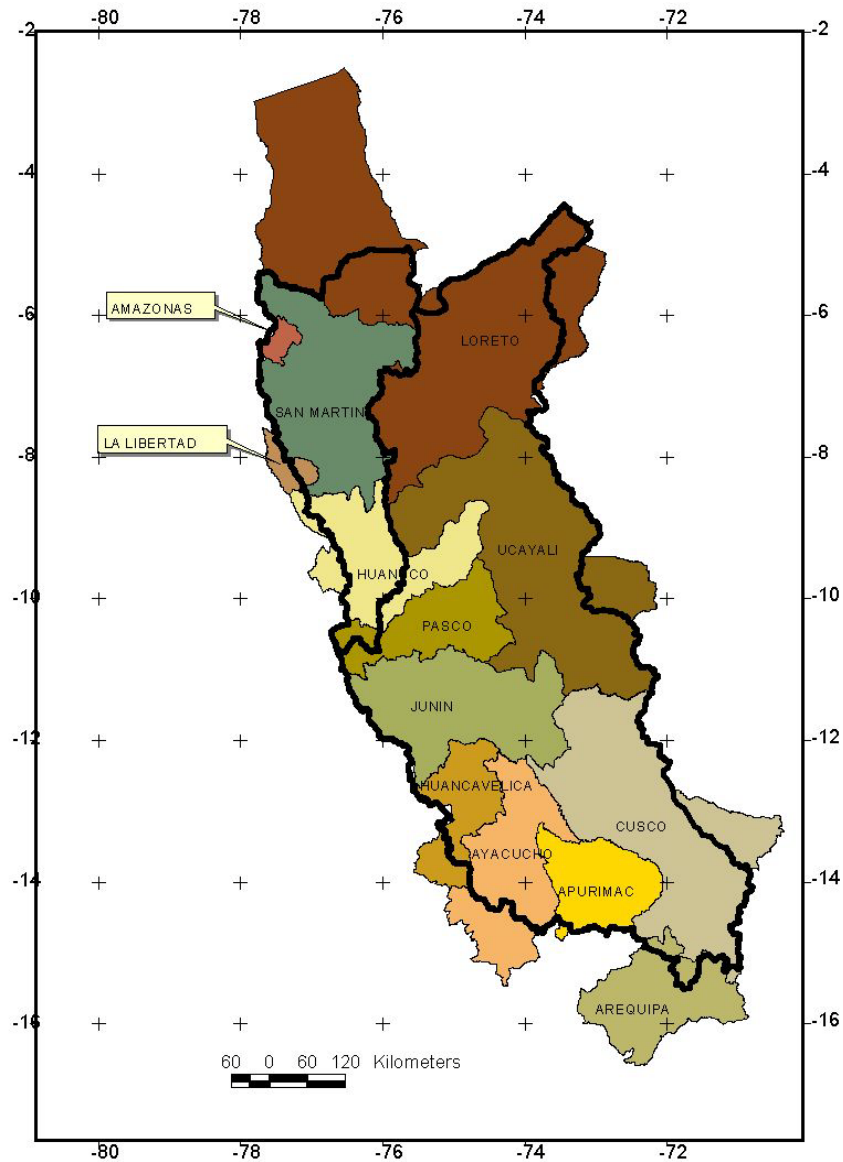 -80 -78 -76 -74 -72
-2 -2
-4 -4
AMAZONAS
-6 -6
LORETO
SAN MARTIN
LA LIBERTAD
-8 -8
UCAYALI
HUANUCO
-10 -10
PASCO
JUNIN
-12 -12
HUANCAVELICA
CUSCO
AYACUCHO
-14 -14
APURIMAC
AREQUIPA
-16 -16
60 0 60 120 Kilometers
-80 -78 -76 -74 -72